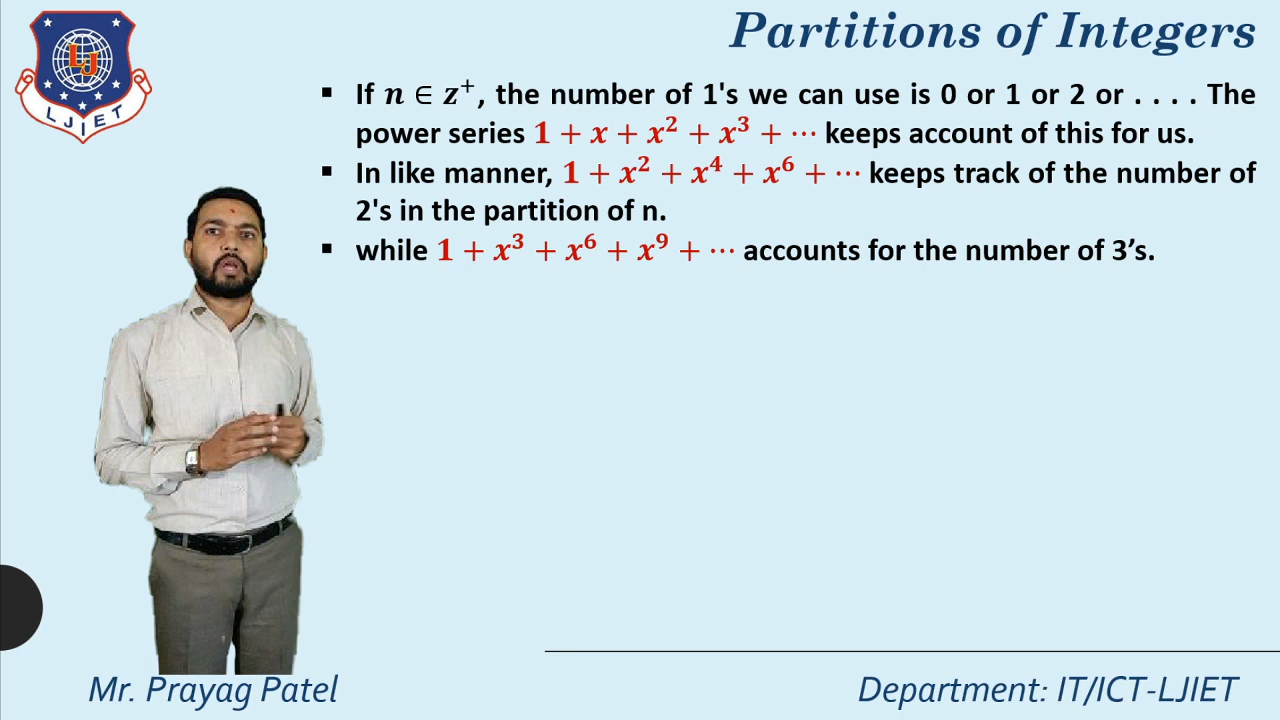 LJ
LJIET
Partitions of Integers
▪ If 𝒏 ∈ 𝒛⁺, the number of 1's we can use is 0 or 1 or 2 or . . . . The
power series 𝟏 + 𝒙 + 𝒙² + 𝒙³ + ⋯ keeps account of this for us.
▪ In like manner, 𝟏 + 𝒙² + 𝒙⁴ + 𝒙⁶ + ⋯ keeps track of the number of
2's in the partition of n.
▪ while 𝟏 + 𝒙³ + 𝒙⁶ + 𝒙⁹ + ⋯ accounts for the number of 3’s.
Mr. Prayag Patel
Department: IT/ICT-LJIET